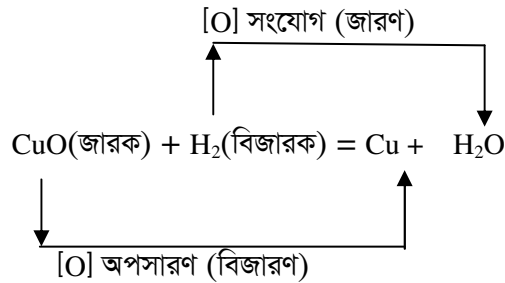 [O] সংযোগ (জারণ)
CuO(জারক) + H₂(বিজারক) = Cu + H₂O
[O] অপসারণ (বিজারণ)